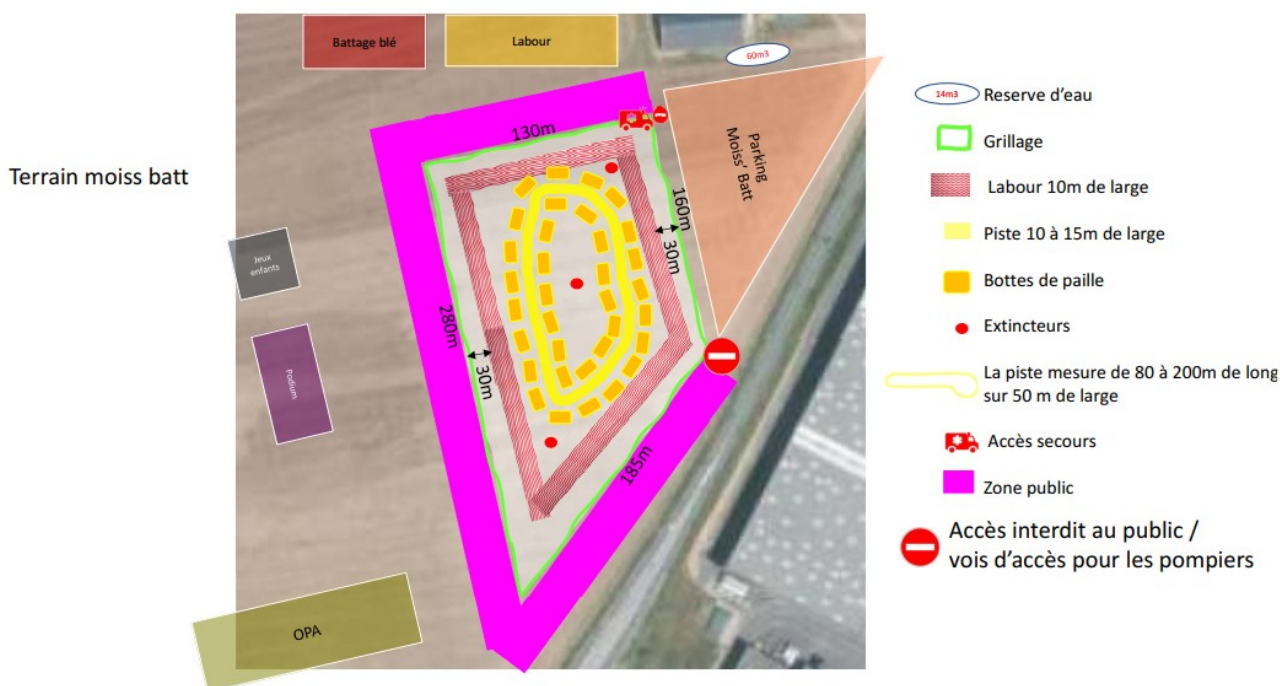 Terrain moiss batt
Battage blé
Labour
60m3
130m
Parking
Moiss' Batt
160m
30m
Jeux
enfants
280m
30m
Podium
185m
OPA
14m3 Reserve d'eau
Grillage
Labour 10m de large
Piste 10 à 15m de large
Bottes de paille
Extincteurs
La piste mesure de 80 à 200m de long
sur 50 m de large
Accès secours
Zone public
Accès interdit au public /
vois d'accès pour les pompiers